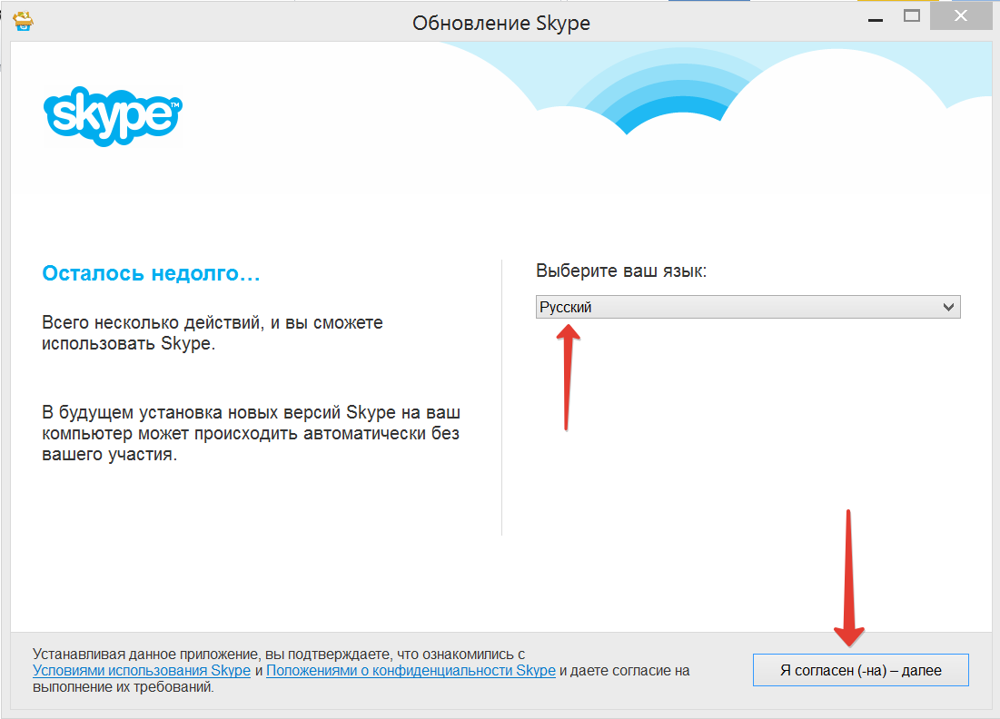 Обновление Skype
skype™
Осталось недолго...
Всего несколько действий, и вы сможете
использовать Skype.
В будущем установка новых версий Skype на ваш
компьютер может происходить автоматически без
вашего участия.
Выберите ваш язык:
Русский
Устанавливая данное приложение, вы подтверждаете, что ознакомились с
Условиями использования Skype и Положениями о конфиденциальности Skype и даете согласие на
выполнение их требований.
Я согласен (-на) – далее